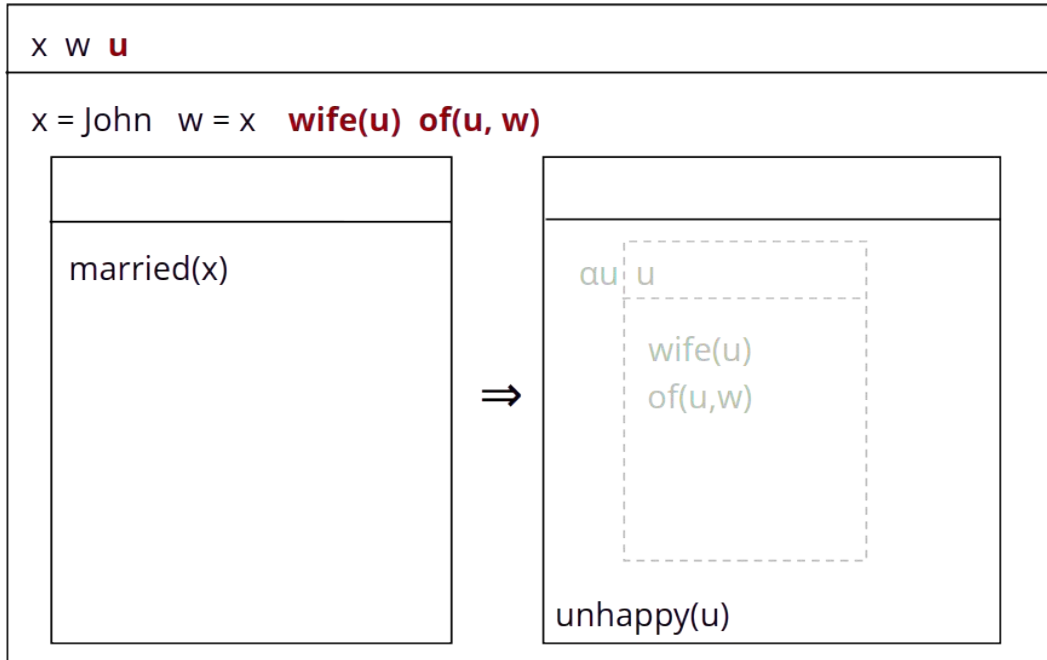 x w u
x = John w = x wife(u) of(u, w)
married(x)
⇒
αu u
wife(u)
of(u,w)
unhappy(u)